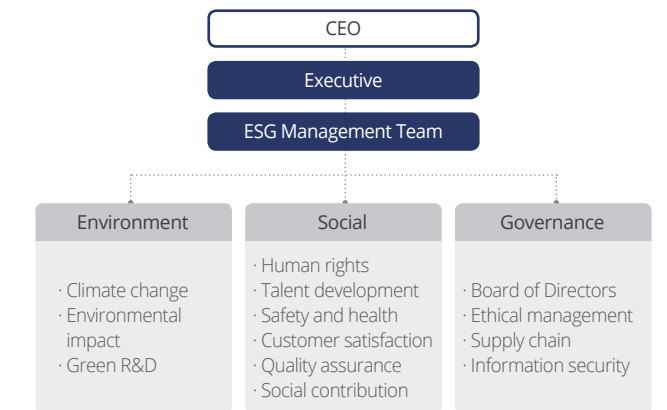 CEO
Executive
ESG Management Team
Environment
· Climate change
· Environmental
impact
· Green R&D
Social
· Human rights
· Talent development
· Safety and health
· Customer satisfaction
· Quality assurance
· Social contribution
Governance
· Board of Directors
· Ethical management
· Supply chain
· Information security